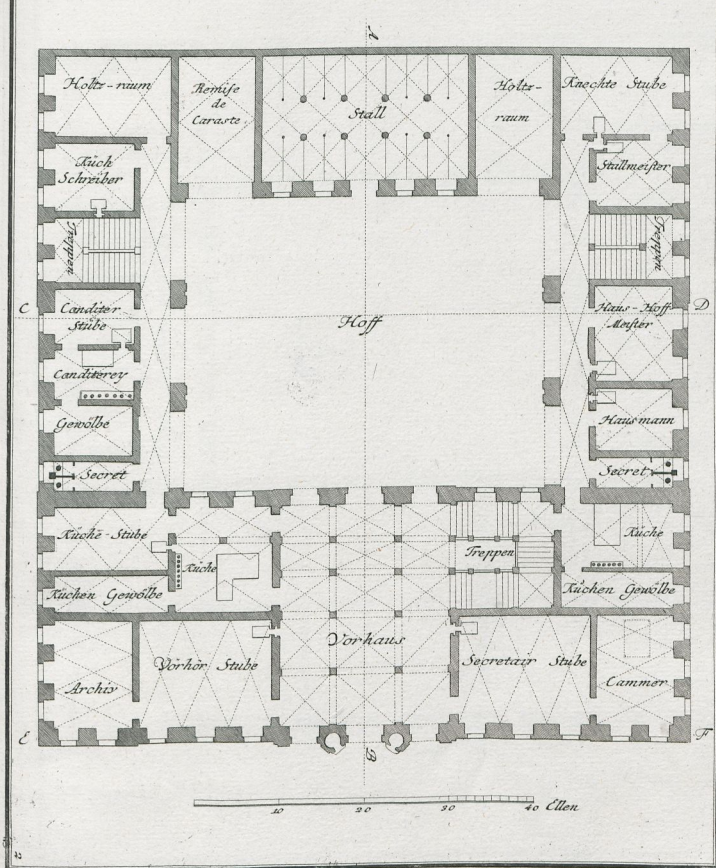 A
Holtz-raum
Remise
de
Caraste
Stall
Holtz-
raum
Knechte Stube
Küch
Schreiber
Stallmeister
Treppen
Treppen
C
Canditer
Stube
Hoff
Haus-Hoff
Meister
D
Canditerey
Gewölbe
Hausmann
Secret
Secret
Küche-Stube
Küche
Treppen
Küche
Küchen Gewölbe
Küchen Gewölbe
Vorhaus
Archiv
Vorhör Stube
Secretair Stube
Cammer
E
B
F
10
20
30
40 Ellen